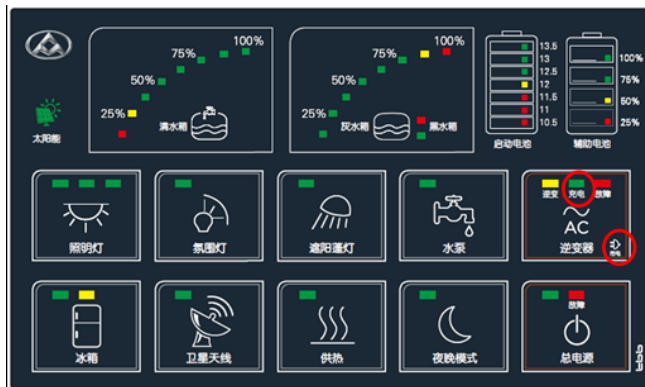 100%
75%
50%
25%
清水箱
太阳能
100%
75%
50%
25%
灰水箱
黑水箱
13.5
13
12.5
12
11.5
11
10.5
启动电池
100%
75%
50%
25%
辅助电池
照明灯
氛围灯
遮阳蓬灯
水泵
逆变 充电 故障
AC
逆变器
市电
冰箱
卫星天线
供热
夜晚模式
故障
总电源